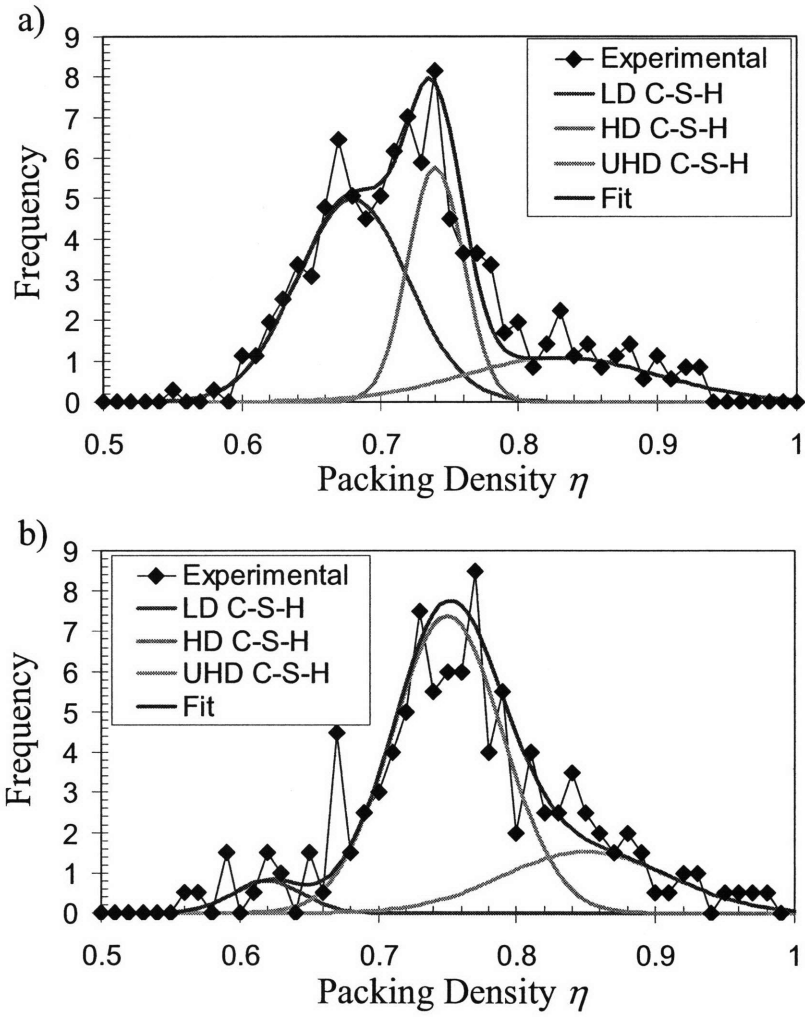 a)
9
8
7
6
5
4
3
2
1
0
Frequency
Experimental
LD C-S-H
HD C-S-H
UHD C-S-H
Fit
0.5 0.6 0.7 0.8 0.9 1
Packing Density η
b)
9
8
7
6
5
4
3
2
1
0
Frequency
Experimental
LD C-S-H
HD C-S-H
UHD C-S-H
Fit
0.5 0.6 0.7 0.8 0.9 1
Packing Density η